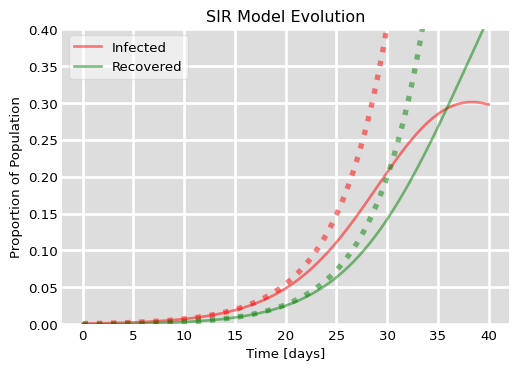 SIR Model Evolution
Infected
Recovered
Proportion of Population
0.40
0.35
0.30
0.25
0.20
0.15
0.10
0.05
0.00
0 5 10 15 20 25 30 35 40
Time [days]